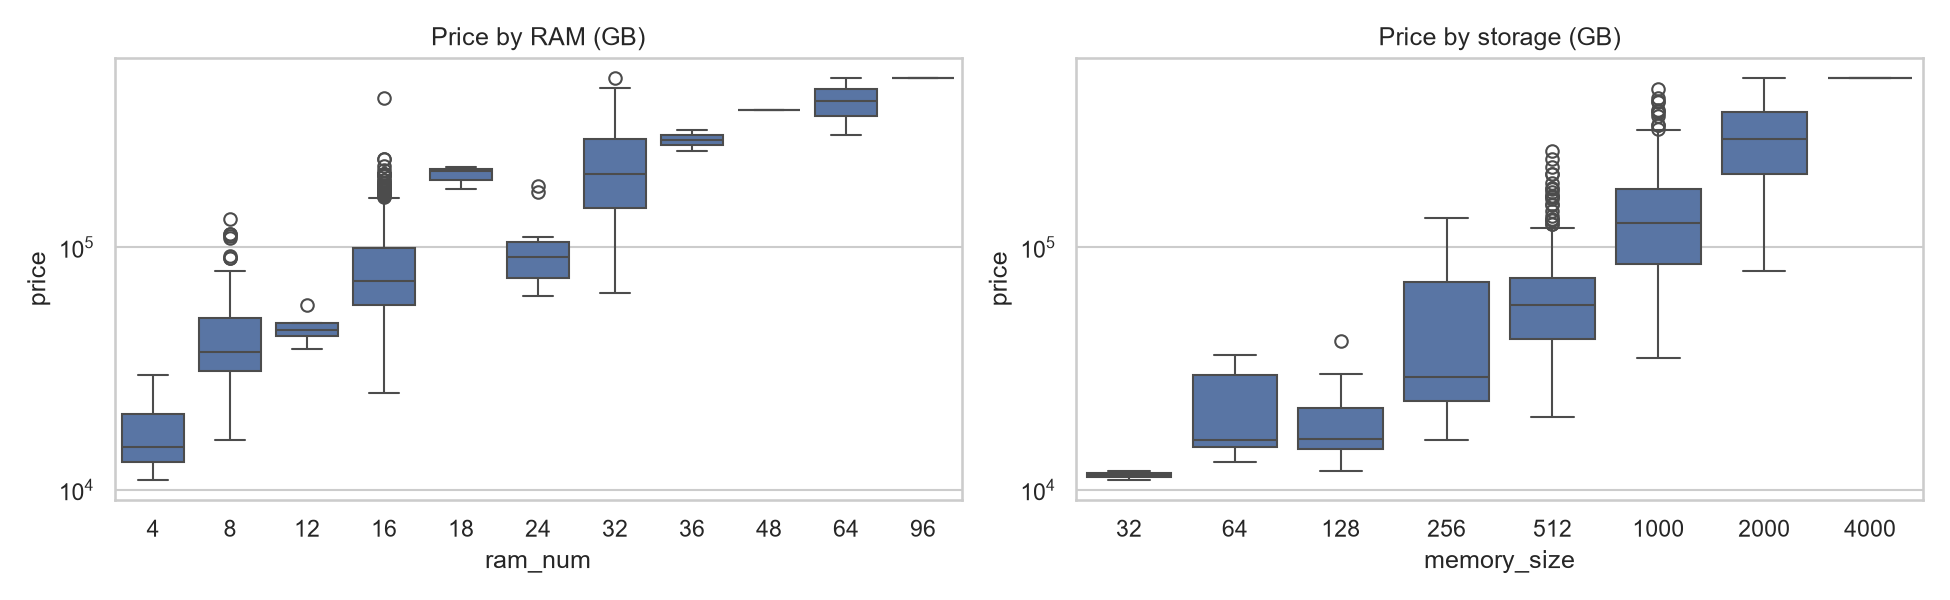 Price by RAM (GB)
price
10^5
10^4
4 8 12 16 18 24 32 36 48 64 96
ram_num
Price by storage (GB)
price
10^5
10^4
32 64 128 256 512 1000 2000 4000
memory_size